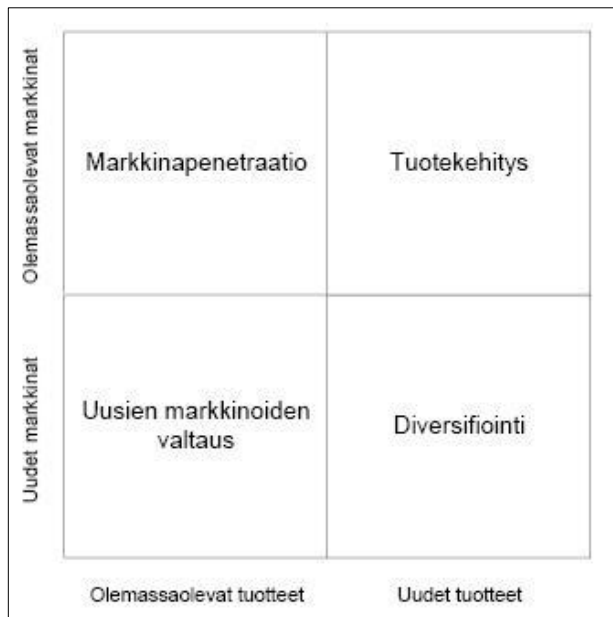 Olemassaolevat markkinat
Markkinapenetraatio
Tuotekehitys
Uudet markkinat
Uusien markkinoiden
valtaus
Diversifiointi
Olemassaolevat tuotteet
Uudet tuotteet